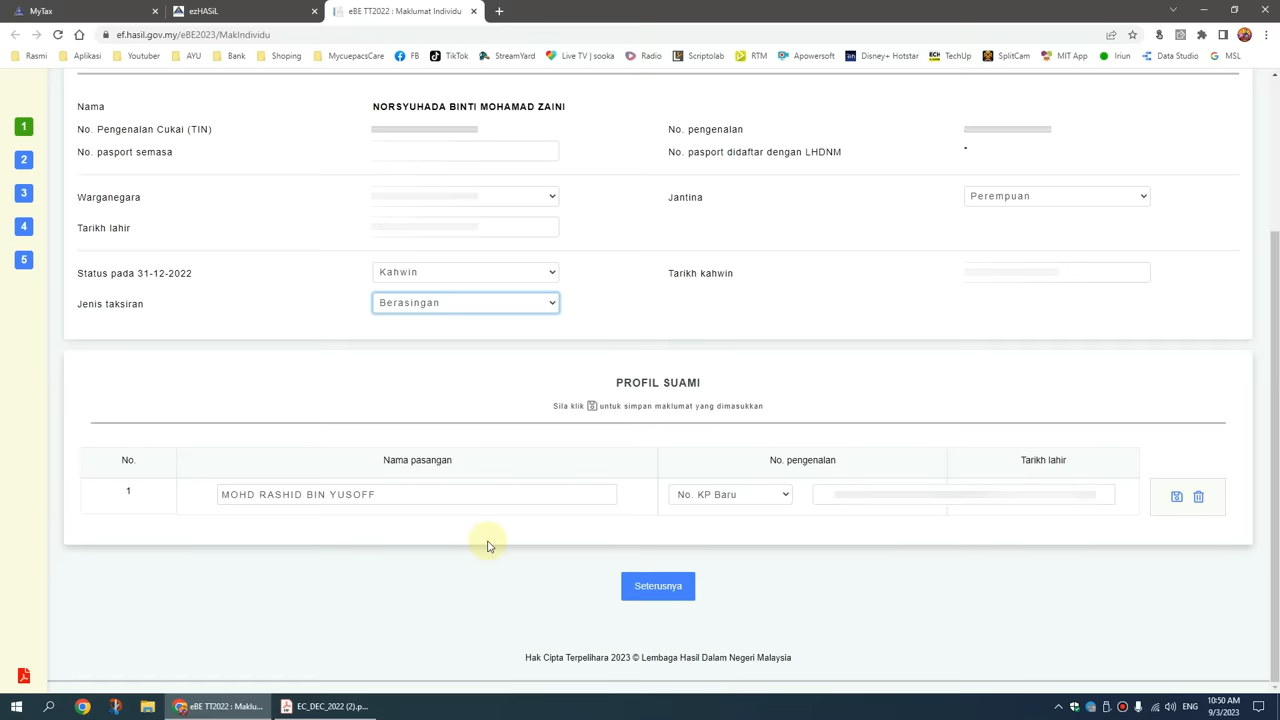 MyTax
ezHASiL
eBE TT2022 : Maklumat Individu
ef.hasil.gov.my/eBE2023/MakIndividu
Rasmi Aplikasi Youtuber AYU Bank Shoping MycuepacsCare FB TikTok StreamYard Live TV | sooka Radio Scriptolab RTM Apowersoft Disney+ Hotstar TechUp SplitCam MIT App Iriun Data Studio MSL
Nama NORSYUHADA BINTI MOHAMAD ZAINI
1
No. Pengenalan Cukai (TIN) No. pengenalan
No. pasport semasa No. pasport didaftar dengan LHDNM -
2
3
Warganegara Jantina Perempuan
4
Tarikh lahir
5
Status pada 31-12-2022 Kahwin Tarikh kahwin
Jenis taksiran Berasingan
PROFIL SUAMI
Sila klik untuk simpan maklumat yang dimasukkan
No. Nama pasangan No. pengenalan Tarikh lahir
1 MOHD RASHID BIN YUSOFF No. KP Baru
Seterusnya
Hak Cipta Terpelihara 2023 © Lembaga Hasil Dalam Negeri Malaysia
eBE TT2022 : Maklu...
EC_DEC_2022 (2).p...
ENG
10:50 AM
9/3/2023